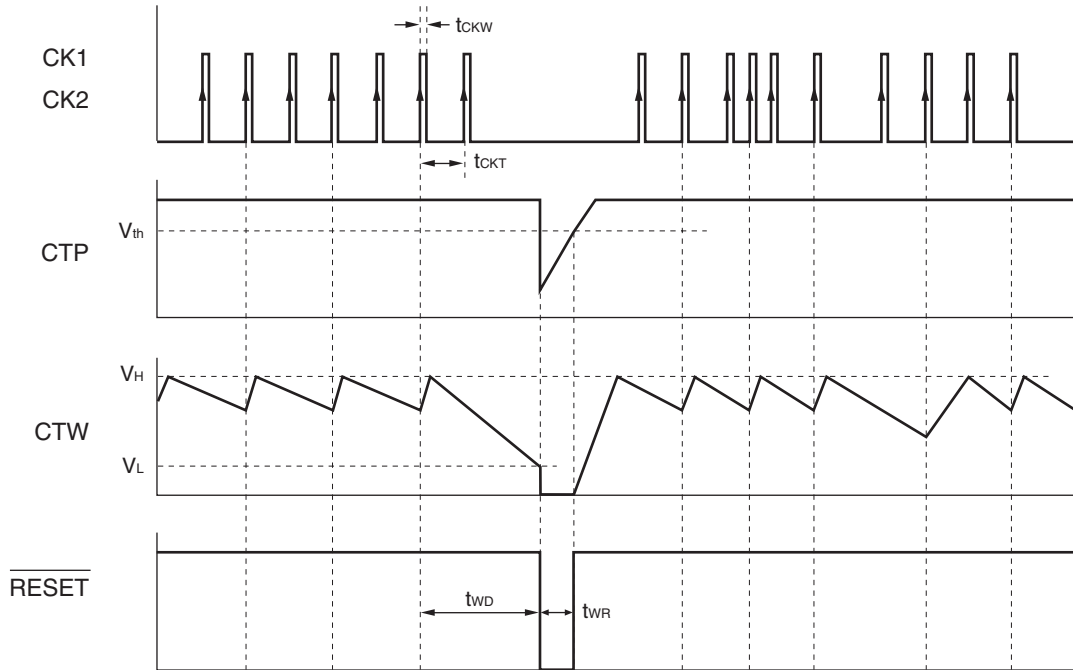 tCKW
CK1
CK2
tCKT
Vth
CTP
VH
CTW
VL
RESET
tWD
tWR